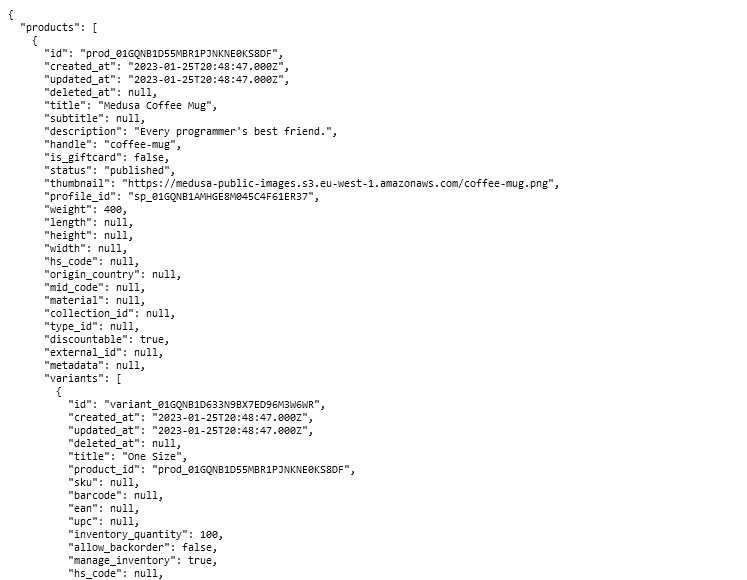 {
"products": [
{
"id": "prod_01GQNB1D55MBR1PJNKNE0KS8DF",
"created_at": "2023-01-25T20:48:47.000Z",
"updated_at": "2023-01-25T20:48:47.000Z",
"deleted_at": null,
"title": "Medusa Coffee Mug",
"subtitle": null,
"description": "Every programmer's best friend.",
"handle": "coffee-mug",
"is_giftcard": false,
"status": "published",
"thumbnail": "https://medusa-public-images.s3.eu-west-1.amazonaws.com/coffee-mug.png",
"profile_id": "sp_01GQNB1AMHGE8M045C4F61ER37",
"weight": 400,
"length": null,
"height": null,
"width": null,
"hs_code": null,
"origin_country": null,
"mid_code": null,
"material": null,
"collection_id": null,
"type_id": null,
"discountable": true,
"external_id": null,
"metadata": null,
"variants": [
{
"id": "variant_01GQNB1D633N9BX7ED96M3W6WR",
"created_at": "2023-01-25T20:48:47.000Z",
"updated_at": "2023-01-25T20:48:47.000Z",
"deleted_at": null,
"title": "One Size",
"product_id": "prod_01GQNB1D55MBR1PJNKNE0KS8DF",
"sku": null,
"barcode": null,
"ean": null,
"upc": null,
"inventory_quantity": 100,
"allow_backorder": false,
"manage_inventory": true,
"hs_code": null,